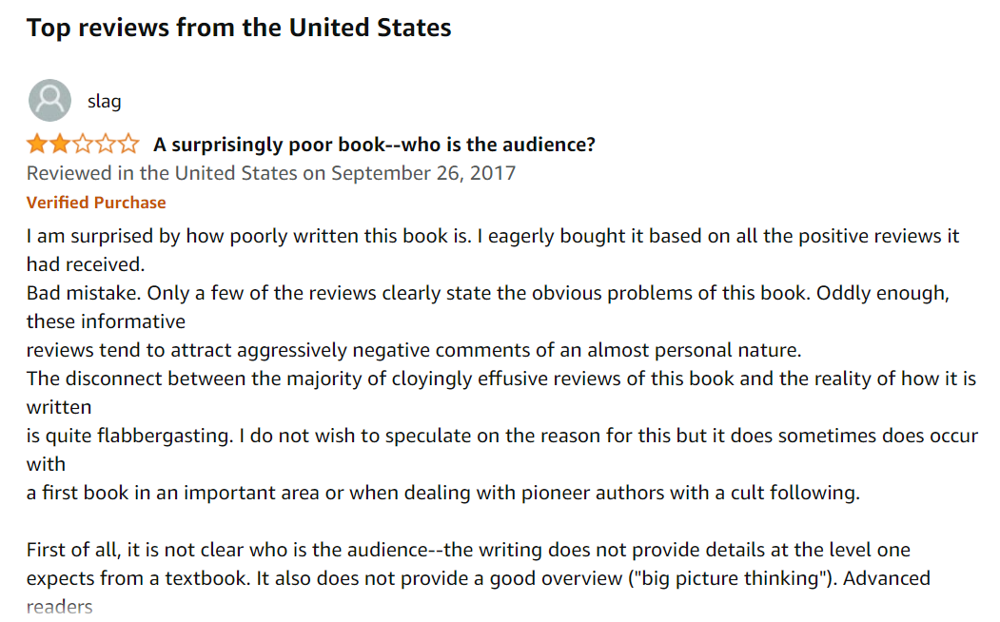 Top reviews from the United States
slag
A surprisingly poor book--who is the audience?
Reviewed in the United States on September 26, 2017
Verified Purchase
I am surprised by how poorly written this book is. I eagerly bought it based on all the positive reviews it
had received.
Bad mistake. Only a few of the reviews clearly state the obvious problems of this book. Oddly enough,
these informative
reviews tend to attract aggressively negative comments of an almost personal nature.
The disconnect between the majority of cloyingly effusive reviews of this book and the reality of how it is
written
is quite flabbergasting. I do not wish to speculate on the reason for this but it does sometimes does occur
with
a first book in an important area or when dealing with pioneer authors with a cult following.
First of all, it is not clear who is the audience--the writing does not provide details at the level one
expects from a textbook. It also does not provide a good overview ("big picture thinking"). Advanced
readers